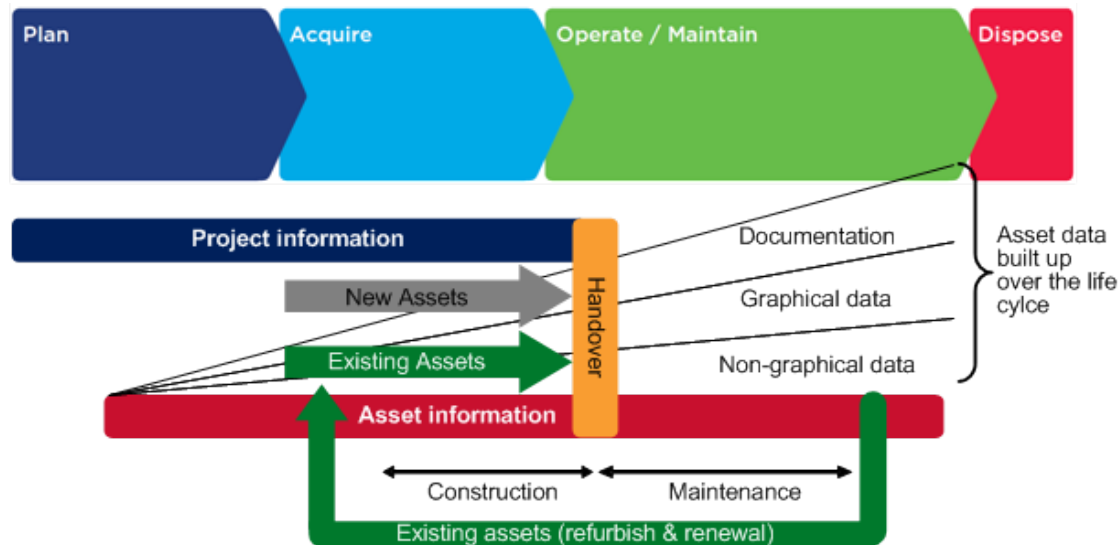 Plan
Acquire
Operate / Maintain
Dispose
Project information
Documentation
Asset data
built up
over the life
cylce
New Assets
Handover
Graphical data
Existing Assets
Non-graphical data
Asset information
Construction
Maintenance
Existing assets (refurbish & renewal)